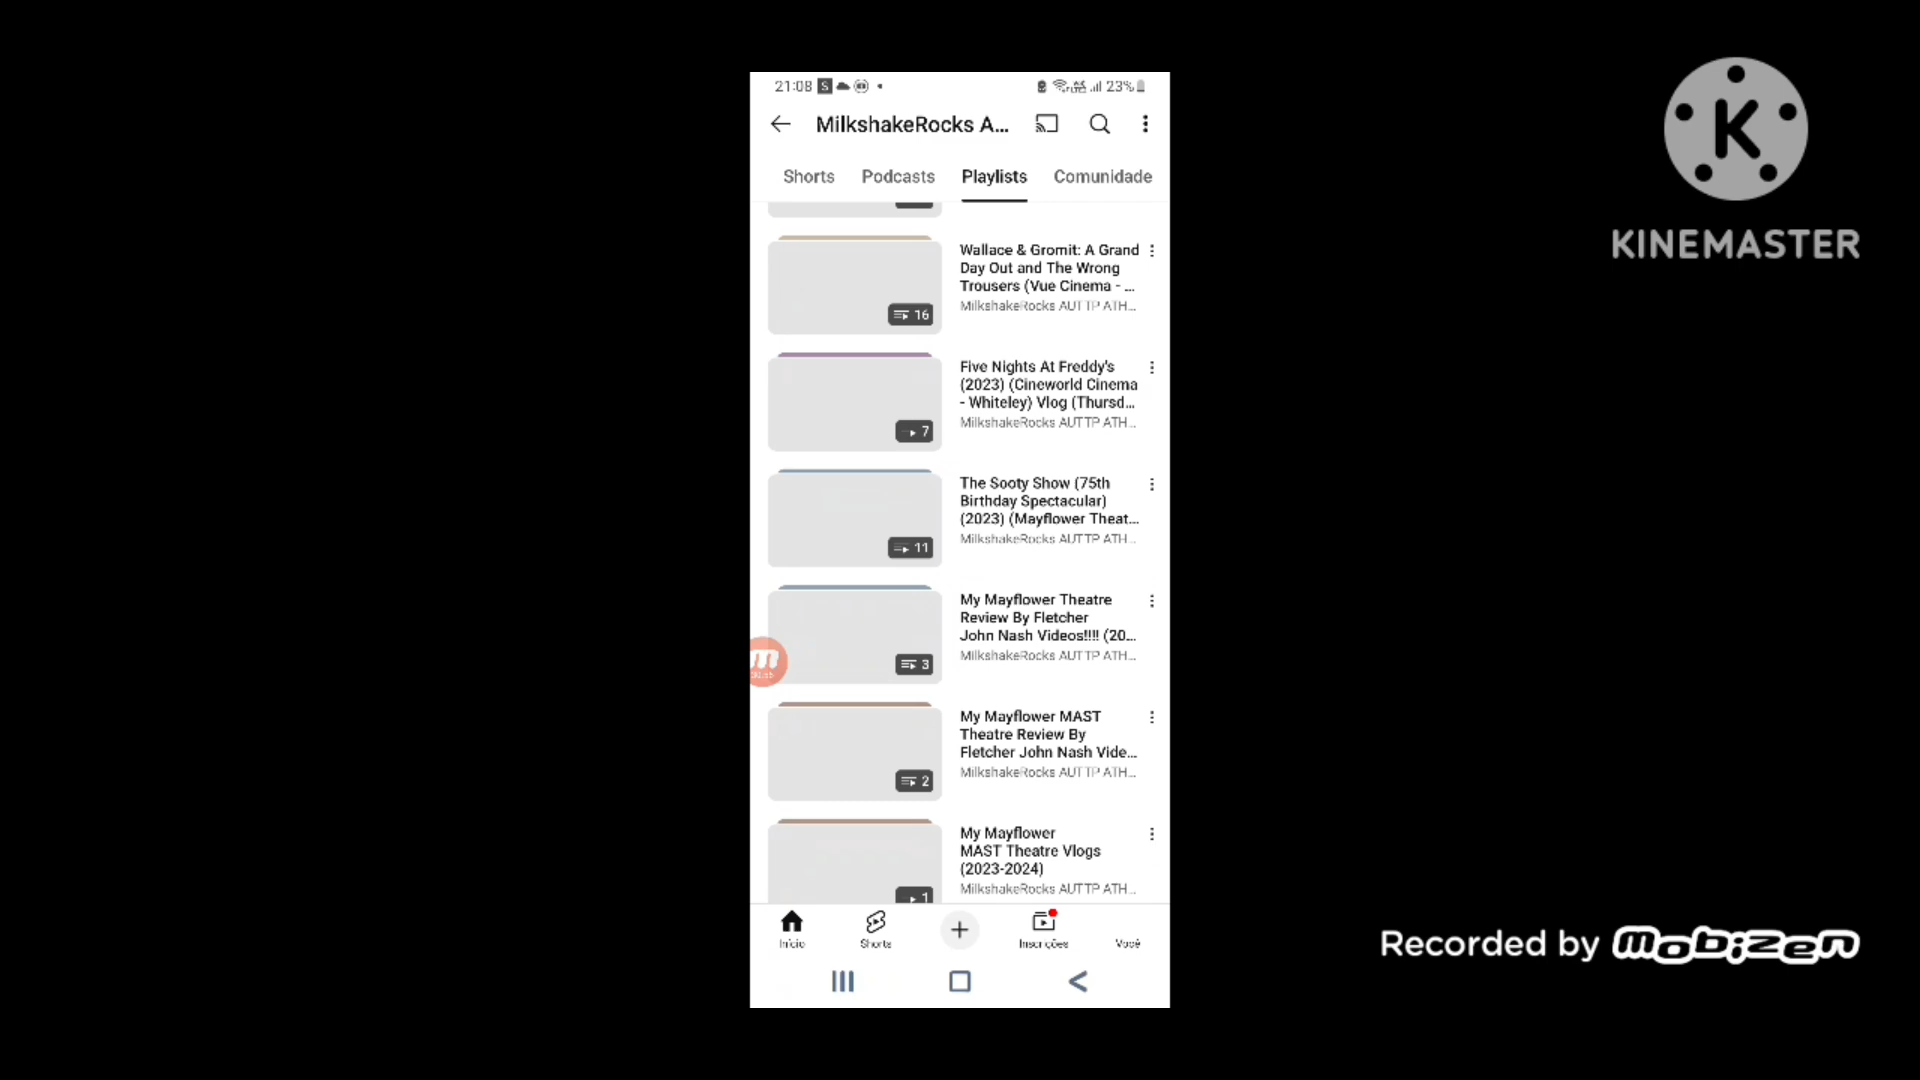 21:08 S 23%
MilkshakeRocks A...
Shorts Podcasts Playlists Comunidade
Wallace & Gromit: A Grand
Day Out and The Wrong
Trousers (Vue Cinema - ...
MilkshakeRocks AUTTP ATH...
16
Five Nights At Freddy's
(2023) (Cineworld Cinema
- Whiteley) Vlog (Thursd...
MilkshakeRocks AUTTP ATH...
7
The Sooty Show (75th
Birthday Spectacular)
(2023) (Mayflower Theat...
MilkshakeRocks AUTTP ATH...
11
My Mayflower Theatre
Review By Fletcher
John Nash Videos!!!! (20...
MilkshakeRocks AUTTP ATH...
3
My Mayflower MAST
Theatre Review By
Fletcher John Nash Vide...
MilkshakeRocks AUTTP ATH...
2
My Mayflower
MAST Theatre Vlogs
(2023-2024)
MilkshakeRocks AUTTP ATH...
1
Início Shorts Inscrições Você
K
KINEMASTER
Recorded by mobizen